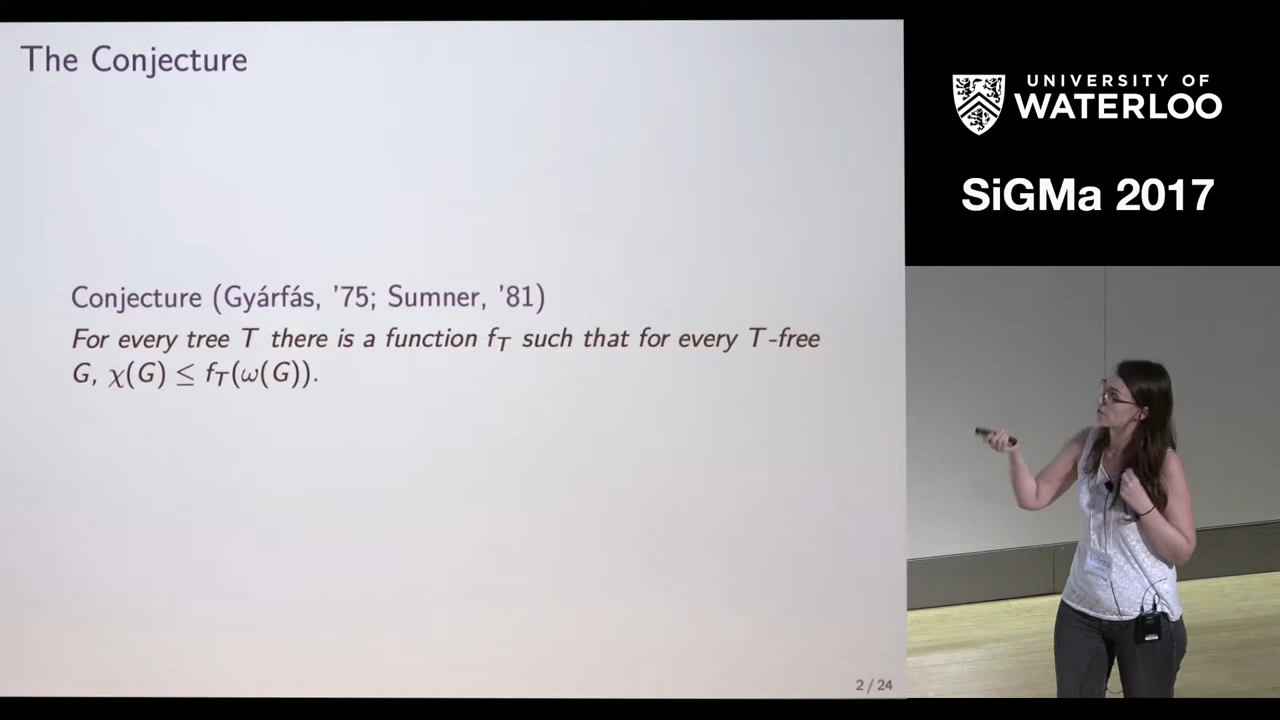 The Conjecture
Conjecture (Gyárfás, '75; Sumner, '81)
For every tree T there is a function f_T such that for every T-free
G, χ(G) ≤ f_T(ω(G)).
2 / 24
UNIVERSITY OF
WATERLOO
SiGMa 2017